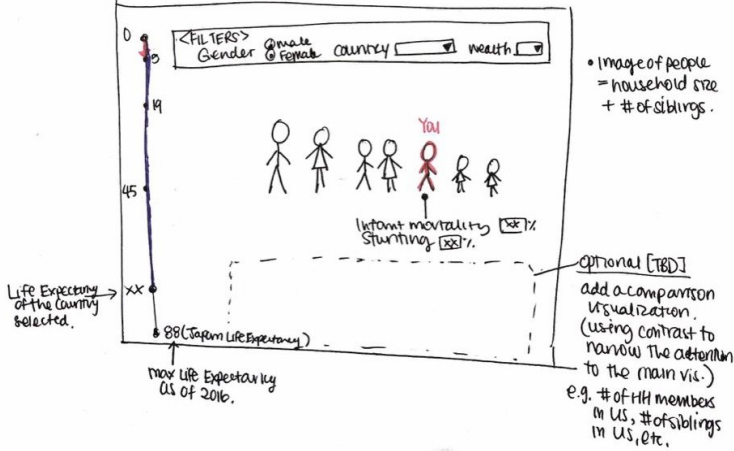 <FILTERS>
Gender male
Female
country
wealth
0
5
19
45
xx
88 (Japan Life Expectancy)
You
Infant mortality xx %
Stunting xx %.
Life Expectancy
of the country
selected.
max Life Expectancy
as of 2016.
• Image of people
= household size
+ # of siblings.
optional [TBD]
add a comparison
visualization.
(using contrast to
narrow the attention
to the main vis.)
e.g. # of HH members
in US, # of siblings
in US, etc.